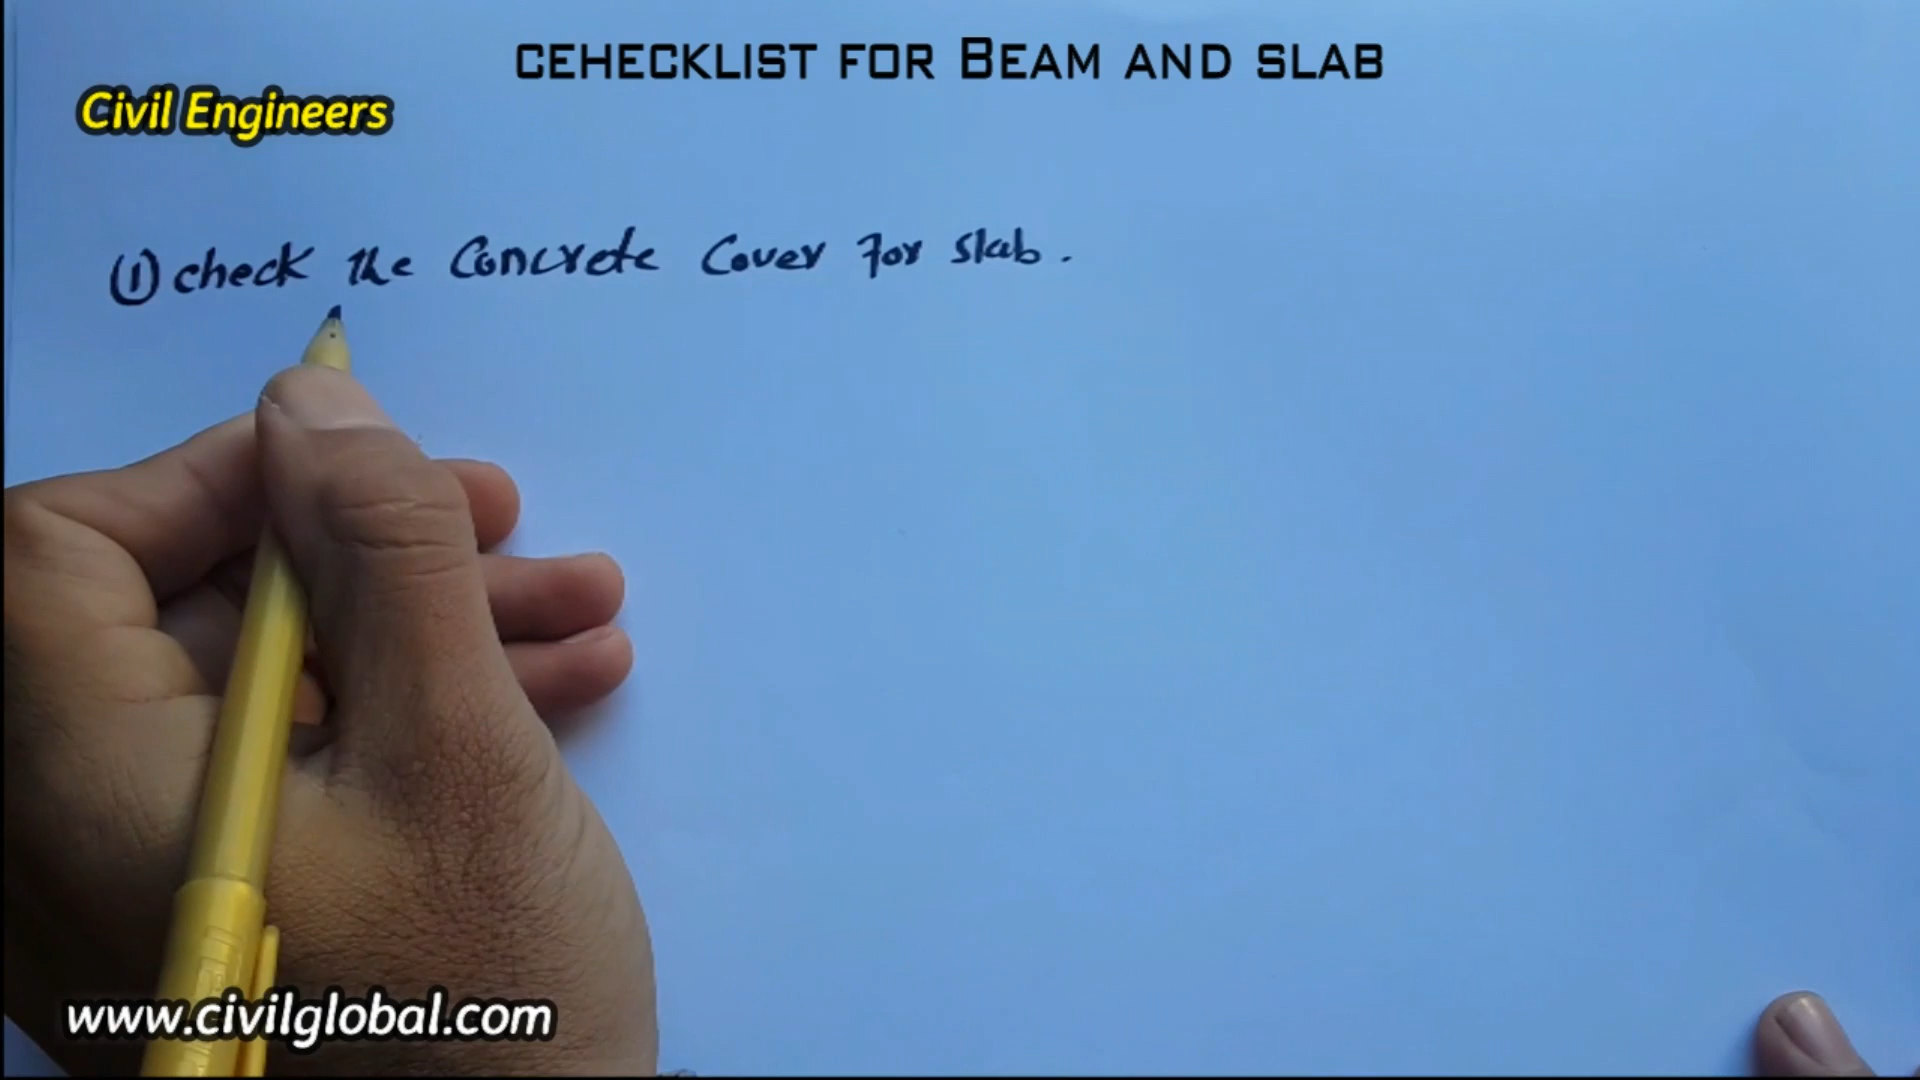 CEHECKLIST FOR BEAM AND SLAB
Civil Engineers
(1) check the Concrete Cover For slab.
www.civilglobal.com